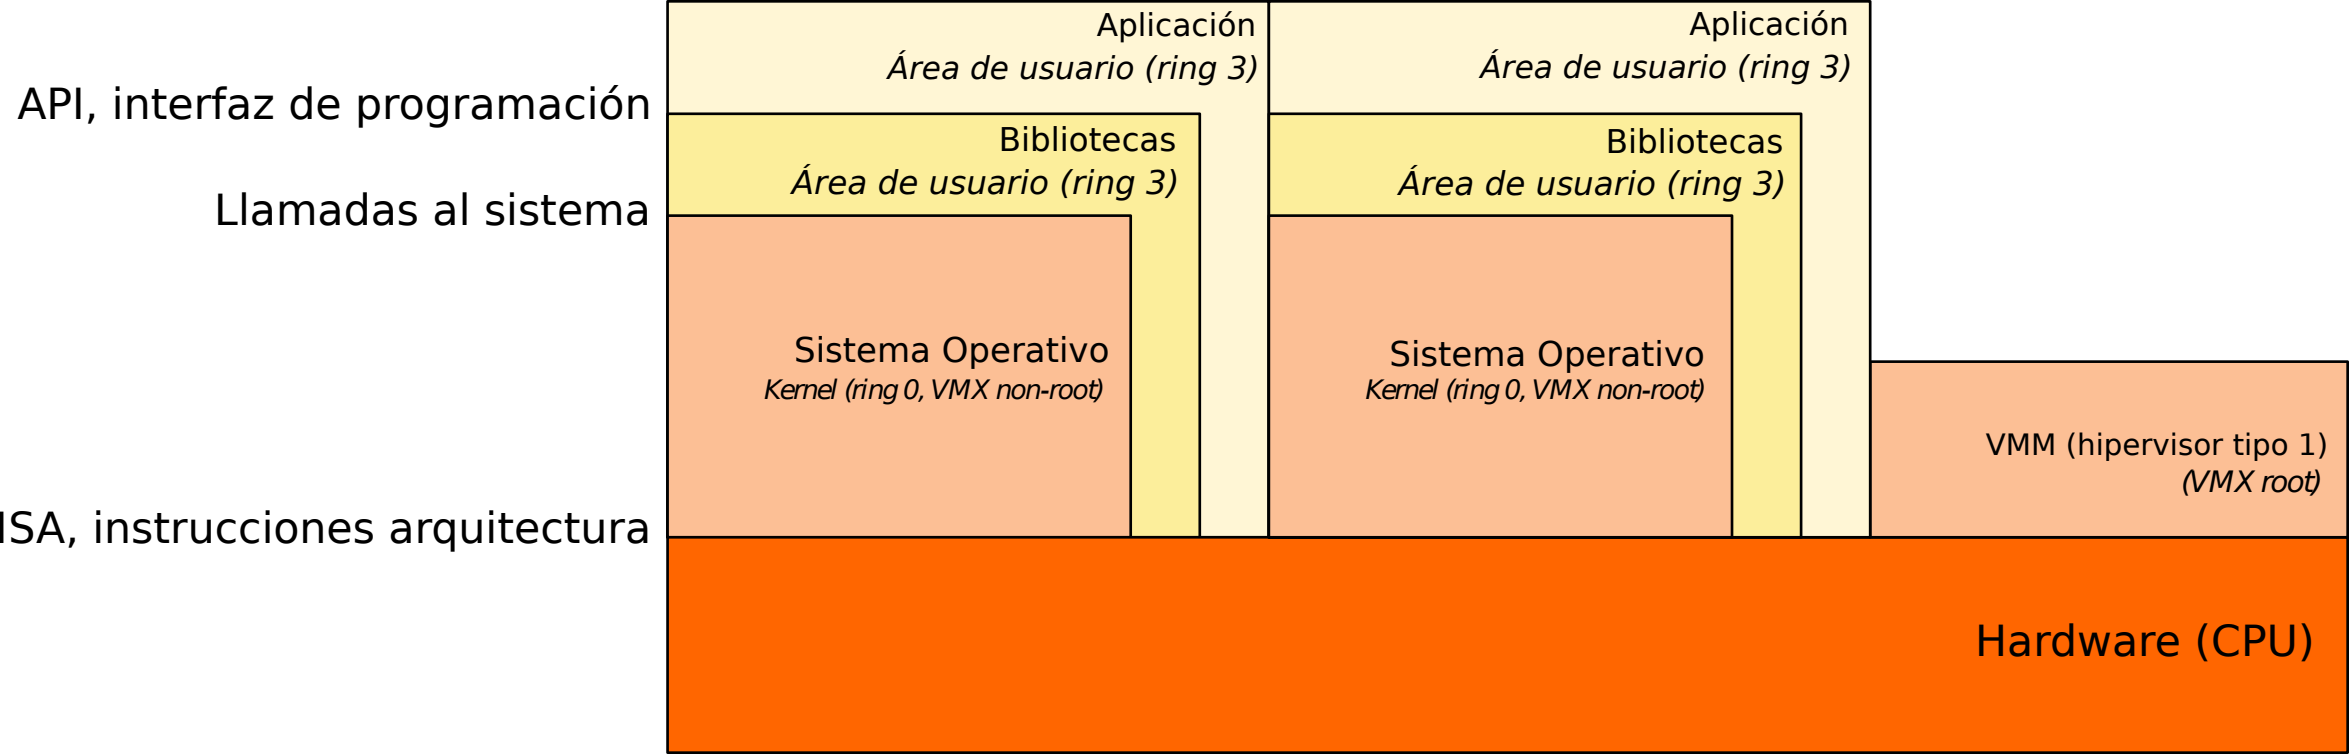 API, interfaz de programación
Llamadas al sistema
ISA, instrucciones arquitectura
Aplicación
Área de usuario (ring 3)
Bibliotecas
Área de usuario (ring 3)
Sistema Operativo
Kernel (ring 0, VMX non-root)
Aplicación
Área de usuario (ring 3)
Bibliotecas
Área de usuario (ring 3)
Sistema Operativo
Kernel (ring 0, VMX non-root)
VMM (hipervisor tipo 1)
(VMX root)
Hardware (CPU)